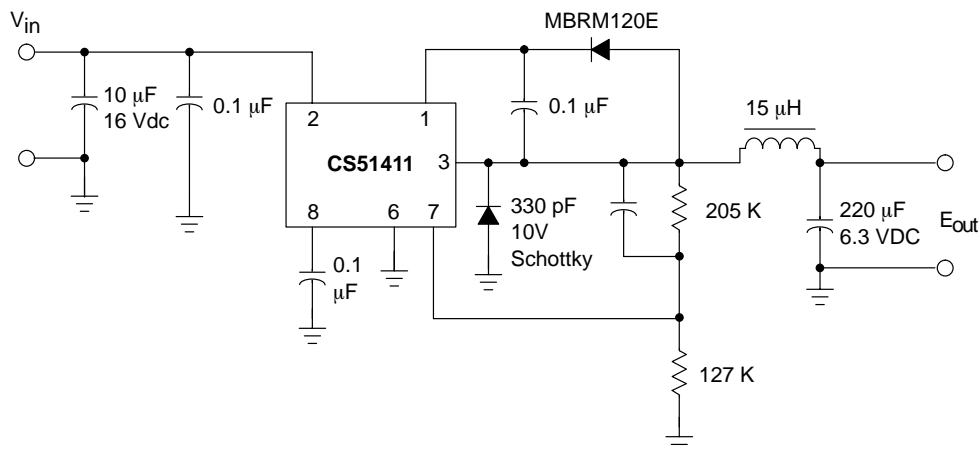 Vin
MBRM120E
10 μF
16 Vdc
0.1 μF
2
1
0.1 μF
15 μH
CS51411
3
8
6
7
330 pF
10V
Schottky
205 K
220 μF
6.3 VDC
Eout
0.1
μF
127 K